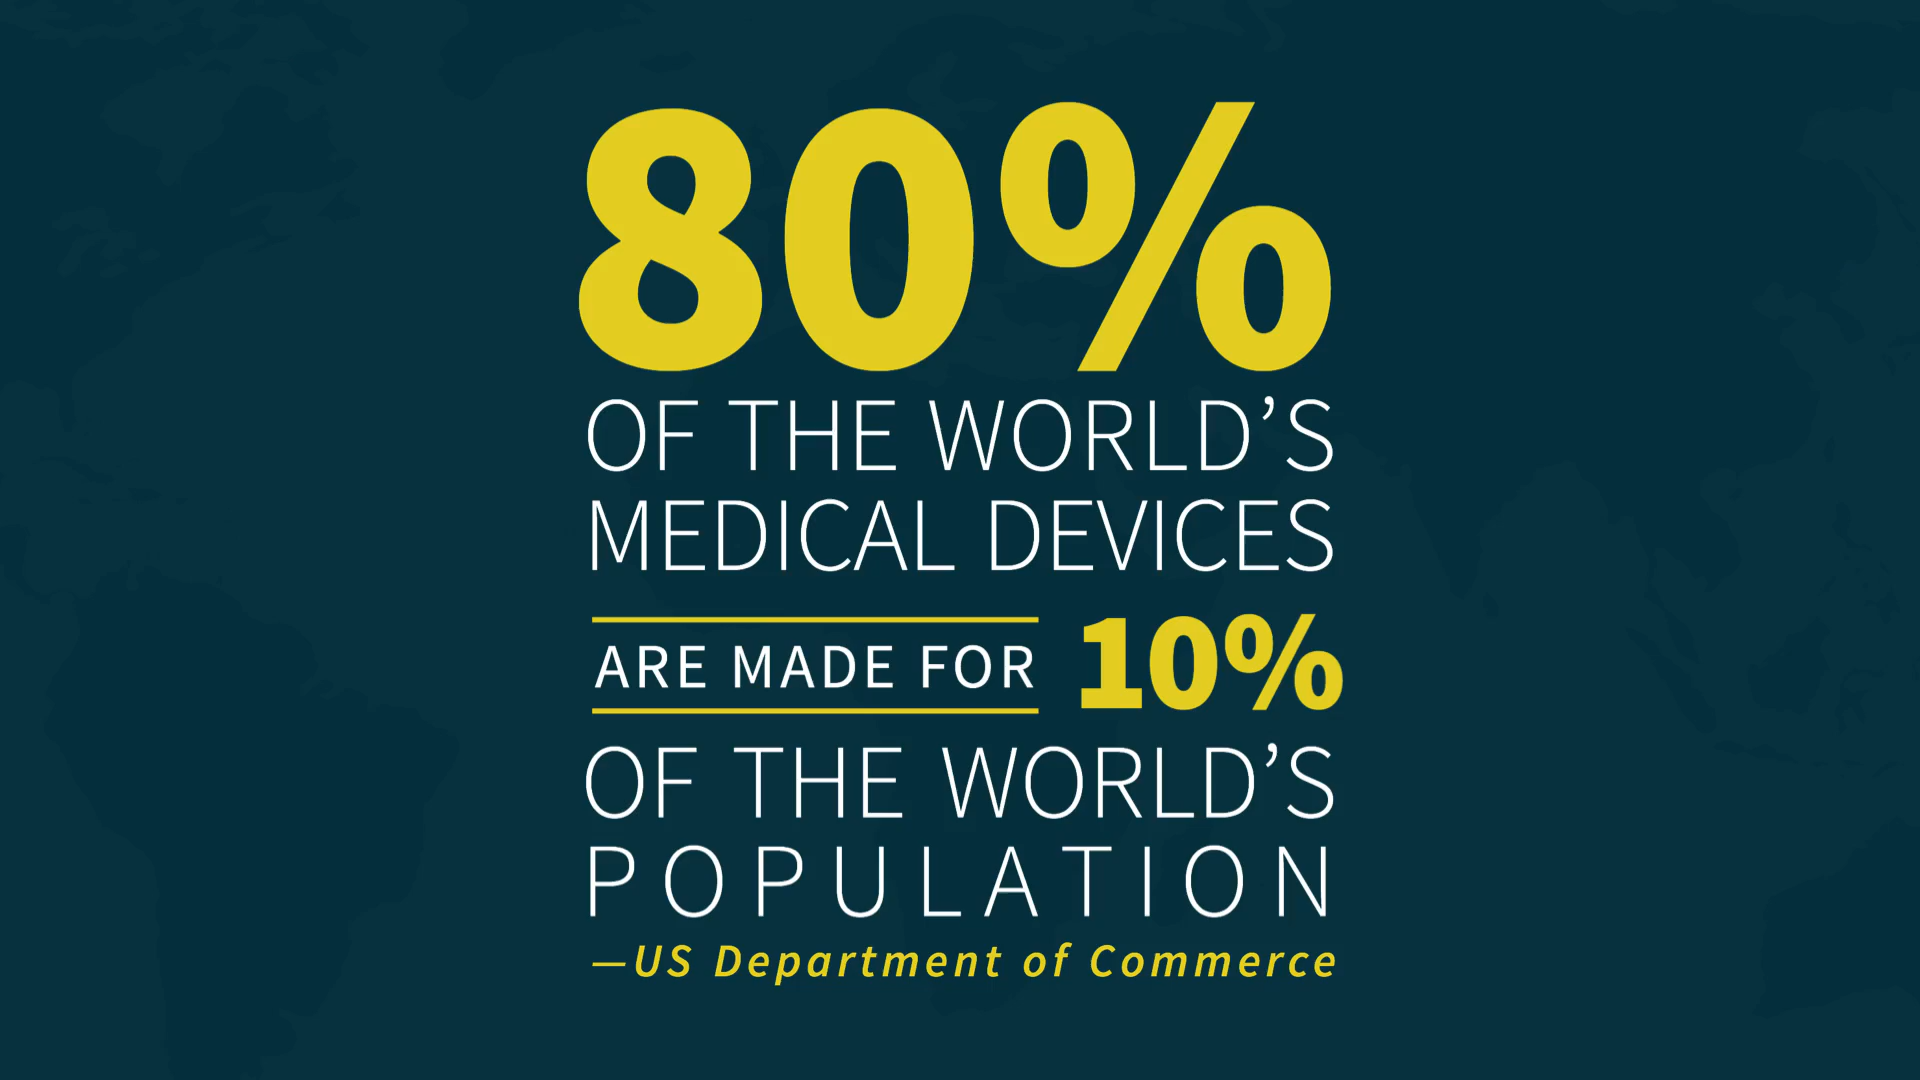 80%
OF THE WORLD’S
MEDICAL DEVICES
ARE MADE FOR 10%
OF THE WORLD’S
POPULATION
—US Department of Commerce